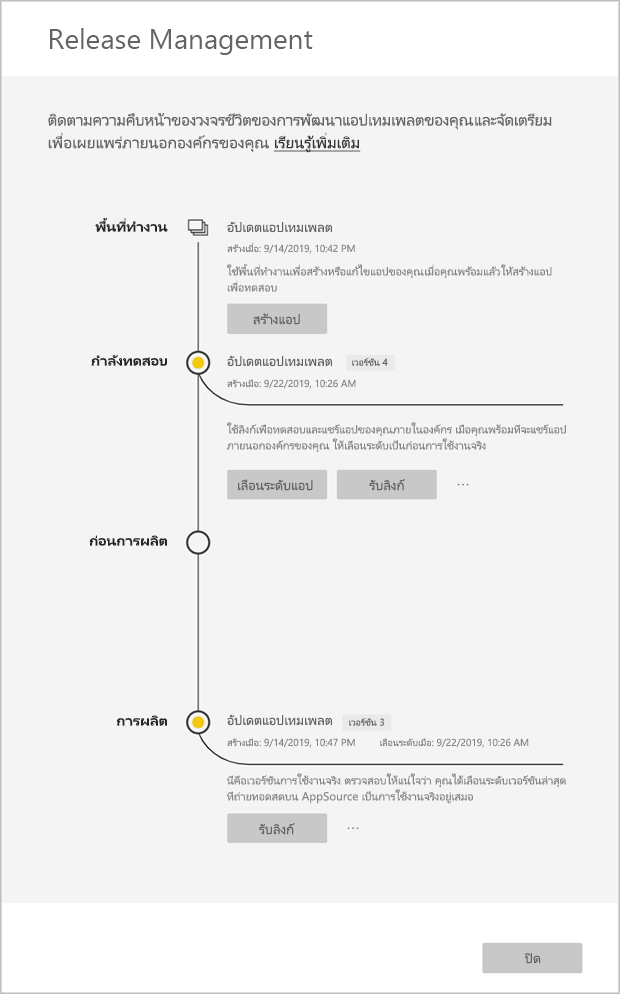 Release Management
ติดตามความคืบหน้าของวงจรชีวิตของการพัฒนาแอปเทมเพลตของคุณและจัดเตรียม
เพื่อเผยแพร่ภายนอกองค์กรของคุณ เรียนรู้เพิ่มเติม
พื้นที่ทำงาน
อัปเดตแอปเทมเพลต
สร้างเมื่อ: 9/14/2019, 10:42 PM
ใช้พื้นที่ทำงานเพื่อสร้างหรือแก้ไขแอปของคุณเมื่อคุณพร้อมแล้วให้สร้างแอป
เพื่อทดสอบ
สร้างแอป
กำลังทดสอบ
อัปเดตแอปเทมเพลต เวอร์ชัน 4
สร้างเมื่อ: 9/22/2019, 10:26 AM
ใช้ลิงก์เพื่อทดสอบและแชร์แอปของคุณภายในองค์กร เมื่อคุณพร้อมที่จะแชร์แอป
ภายนอกองค์กรของคุณ ให้เลื่อนระดับเป็นก่อนการใช้งานจริง
เลื่อนระดับแอป รับลิงก์ ...
ก่อนการผลิต
การผลิต
อัปเดตแอปเทมเพลต เวอร์ชัน 3
สร้างเมื่อ: 9/14/2019, 10:47 PM เลื่อนระดับเมื่อ: 9/22/2019, 10:26 AM
นี่คือเวอร์ชันการใช้งานจริง ตรวจสอบให้แน่ใจว่า คุณได้เลื่อนระดับเวอร์ชันล่าสุด
ที่ถ่ายทอดสดบน AppSource เป็นการใช้งานจริงอยู่เสมอ
รับลิงก์ ...
ปิด